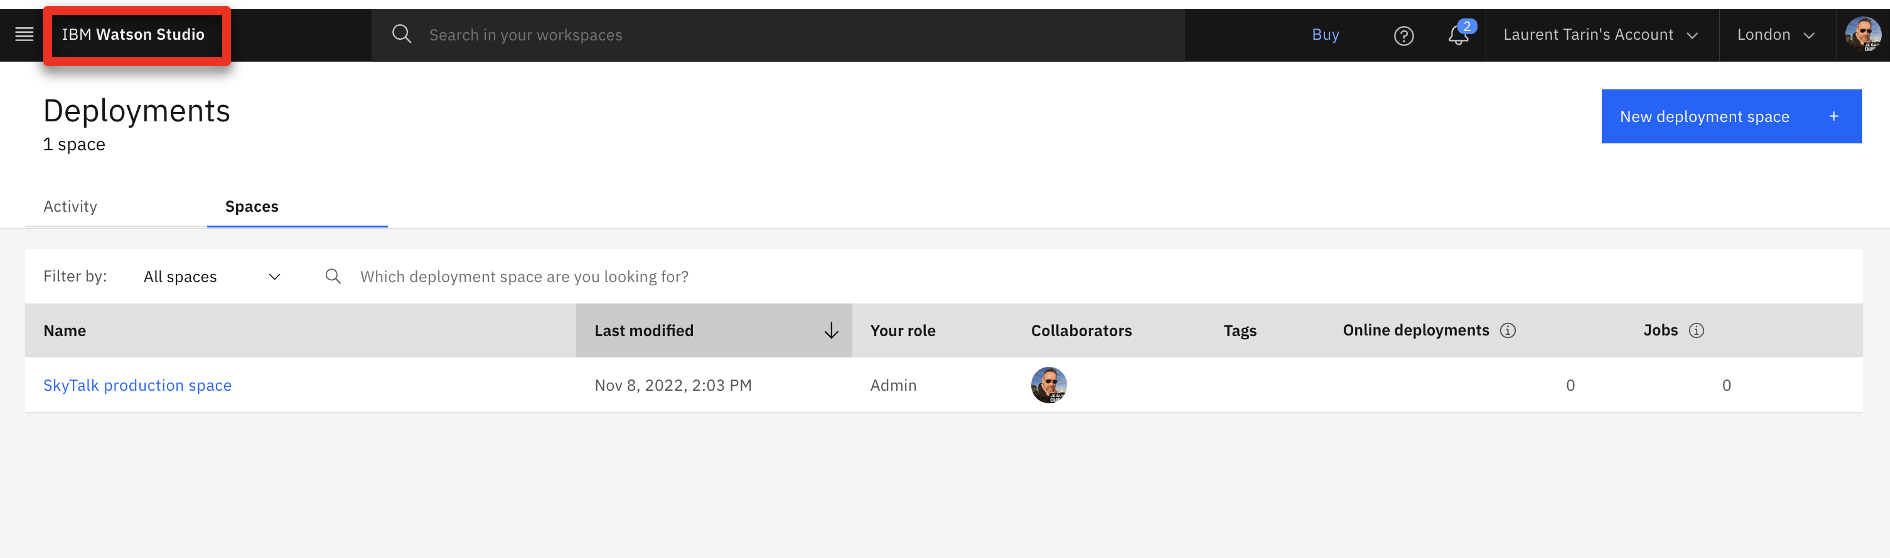 IBM Watson Studio
Search in your workspaces
Buy
2
Laurent Tarin's Account
London
Deployments
1 space
New deployment space +
Activity
Spaces
Filter by:
All spaces
Which deployment space are you looking for?
Name
Last modified
Your role
Collaborators
Tags
Online deployments
Jobs
SkyTalk production space
Nov 8, 2022, 2:03 PM
Admin
0
0